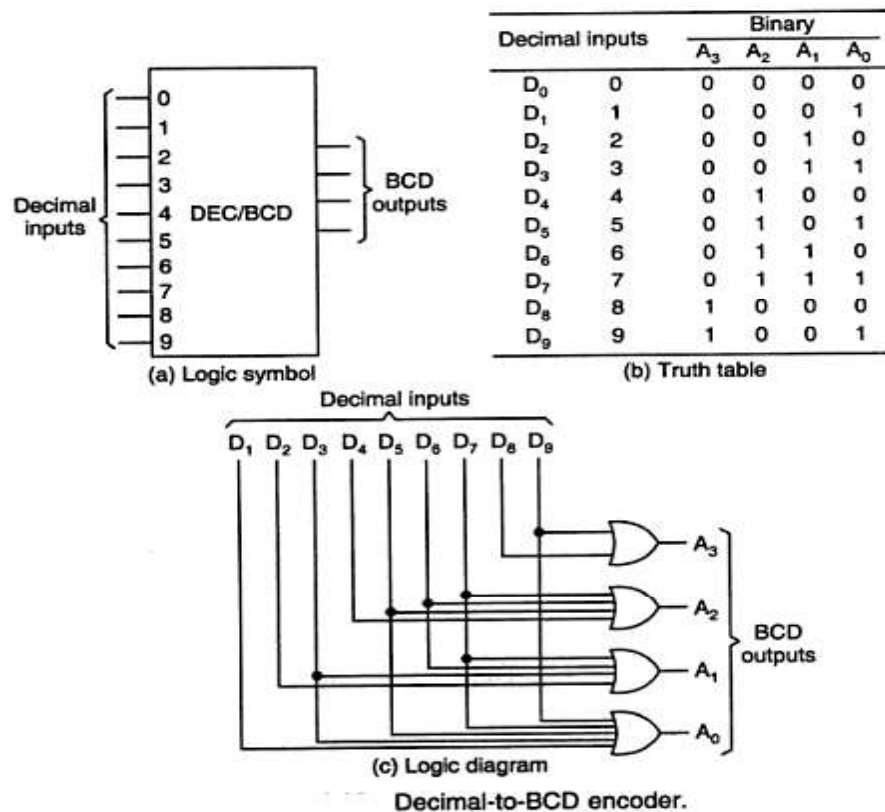 0
1
2
3
4
5
6
7
8
9
Decimal
inputs
DEC/BCD
BCD
outputs
(a) Logic symbol
Decimal inputs Binary
A₃ A₂ A₁ A₀
D₀ 0 0 0 0 0
D₁ 1 0 0 0 1
D₂ 2 0 0 1 0
D₃ 3 0 0 1 1
D₄ 4 0 1 0 0
D₅ 5 0 1 0 1
D₆ 6 0 1 1 0
D₇ 7 0 1 1 1
D₈ 8 1 0 0 0
D₉ 9 1 0 0 1
(b) Truth table
Decimal inputs
D₁ D₂ D₃ D₄ D₅ D₆ D₇ D₈ D₉
A₃
A₂
A₁
A₀
BCD
outputs
(c) Logic diagram
Decimal-to-BCD encoder.